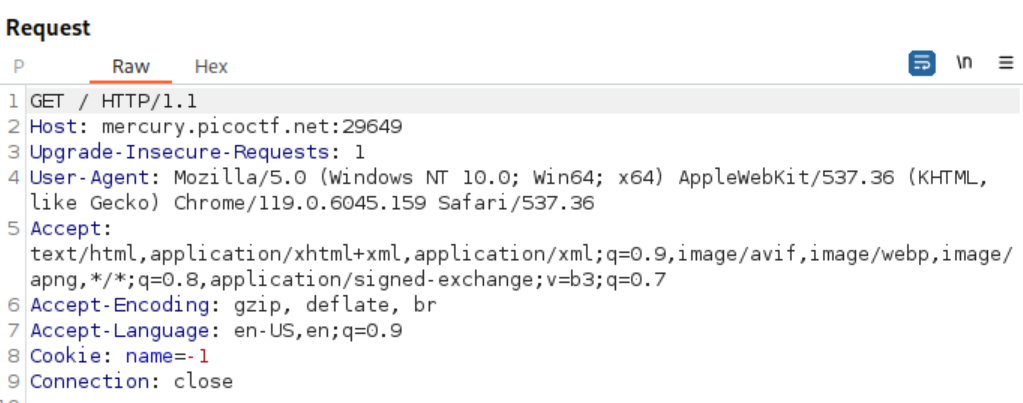 Request
P Raw Hex \n
1 GET / HTTP/1.1
2 Host: mercury.picoctf.net:29649
3 Upgrade-Insecure-Requests: 1
4 User-Agent: Mozilla/5.0 (Windows NT 10.0; Win64; x64) AppleWebKit/537.36 (KHTML,
like Gecko) Chrome/119.0.6045.159 Safari/537.36
5 Accept:
text/html,application/xhtml+xml,application/xml;q=0.9,image/avif,image/webp,image/
apng,*/*;q=0.8,application/signed-exchange;v=b3;q=0.7
6 Accept-Encoding: gzip, deflate, br
7 Accept-Language: en-US,en;q=0.9
8 Cookie: name=-1
9 Connection: close